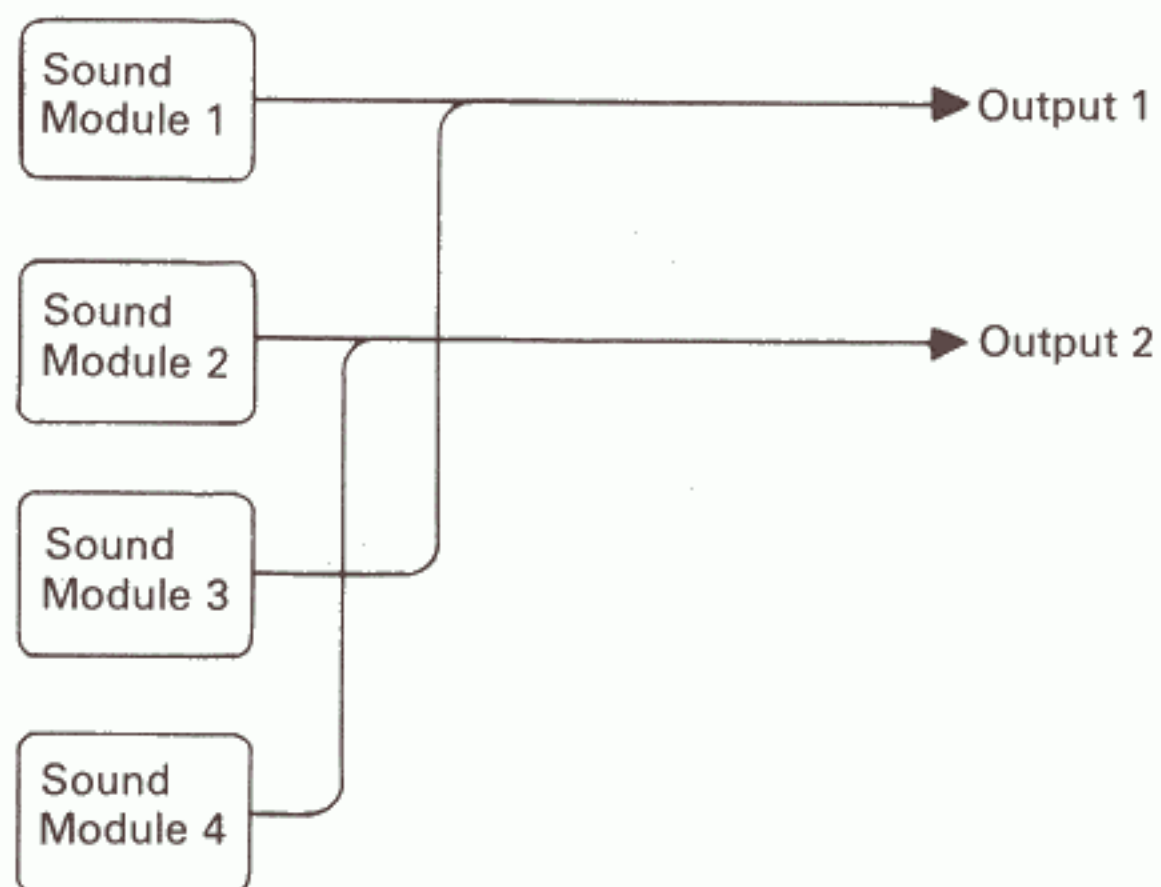 Sound
Module 1
Output 1
Sound
Module 2
Output 2
Sound
Module 3
Sound
Module 4